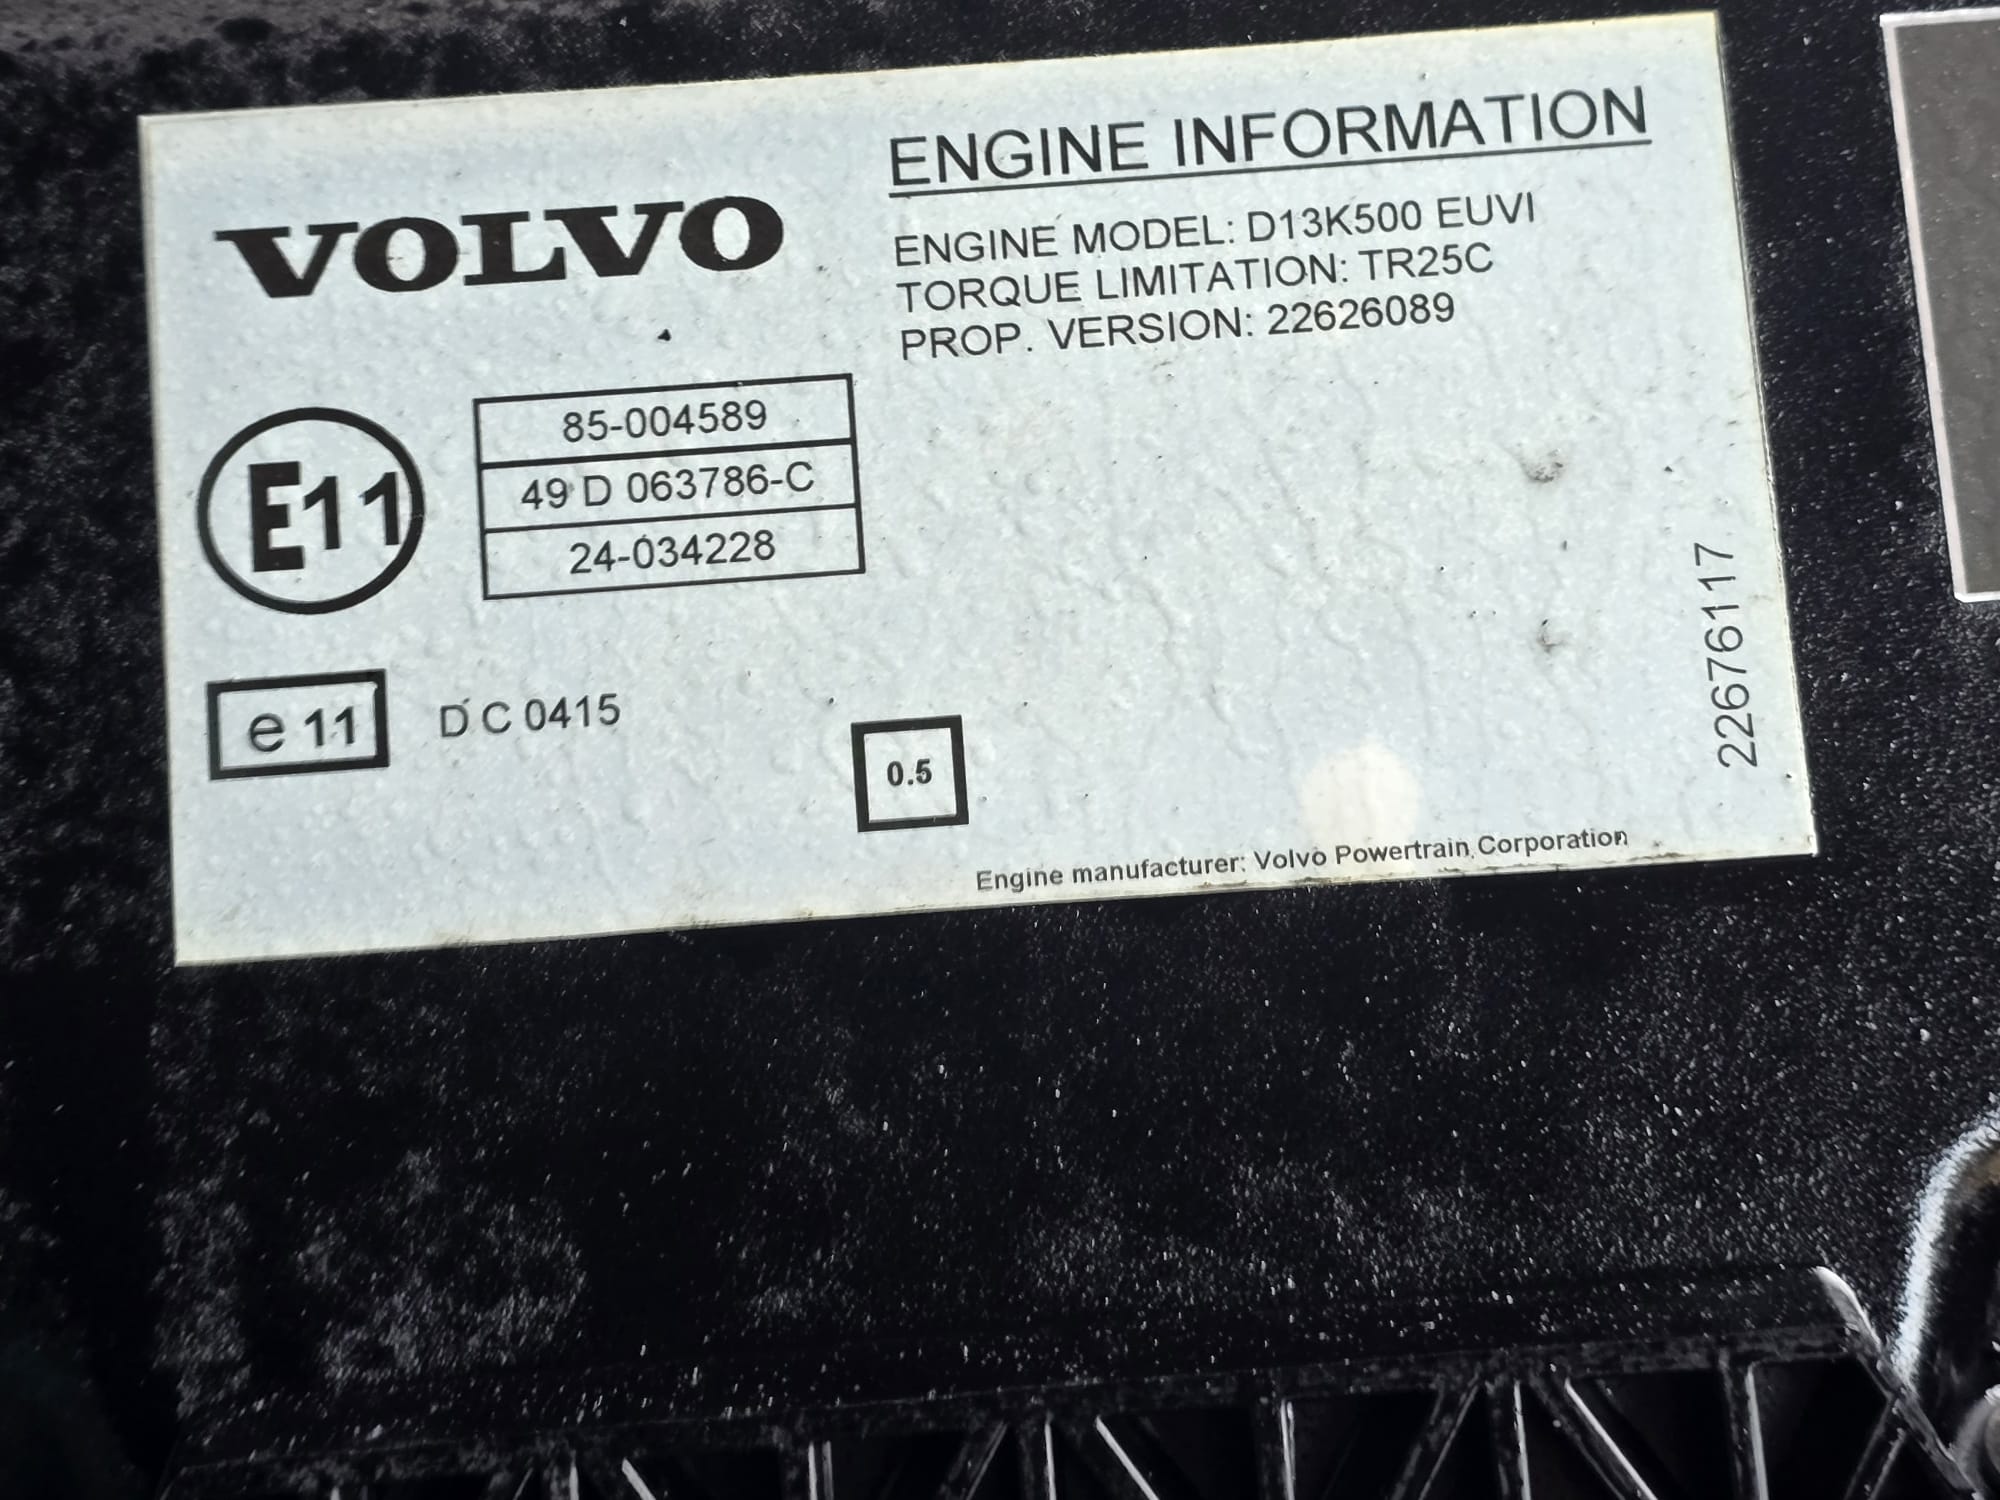 VOLVO
ENGINE INFORMATION
ENGINE MODEL: D13K500 EUVI
TORQUE LIMITATION: TR25C
PROP. VERSION: 22626089
E11
85-004589
49 D 063786-C
24-034228
e 11
D C 0415
0.5
22676117
Engine manufacturer: Volvo Powertrain Corporation